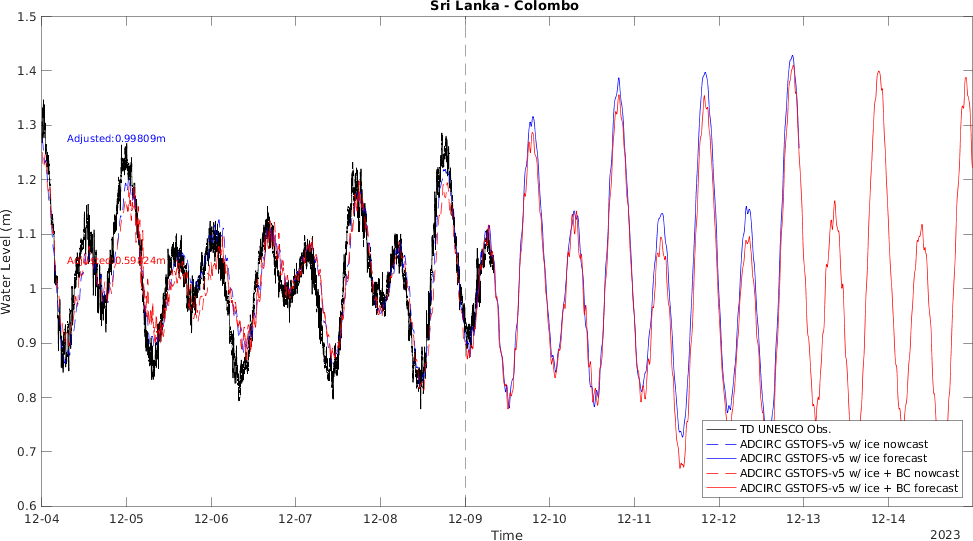 Sri Lanka - Colombo
1.5
1.4
1.3
1.2
1.1
1
0.9
0.8
0.7
0.6
Water Level (m)
Adjusted:0.99809m
Adjusted:0.59824m
TD UNESCO Obs.
ADCIRC GSTOFS-v5 w/ ice nowcast
ADCIRC GSTOFS-v5 w/ ice forecast
ADCIRC GSTOFS-v5 w/ ice + BC nowcast
ADCIRC GSTOFS-v5 w/ ice + BC forecast
12-04 12-05 12-06 12-07 12-08 12-09 12-10 12-11 12-12 12-13 12-14
Time
2023